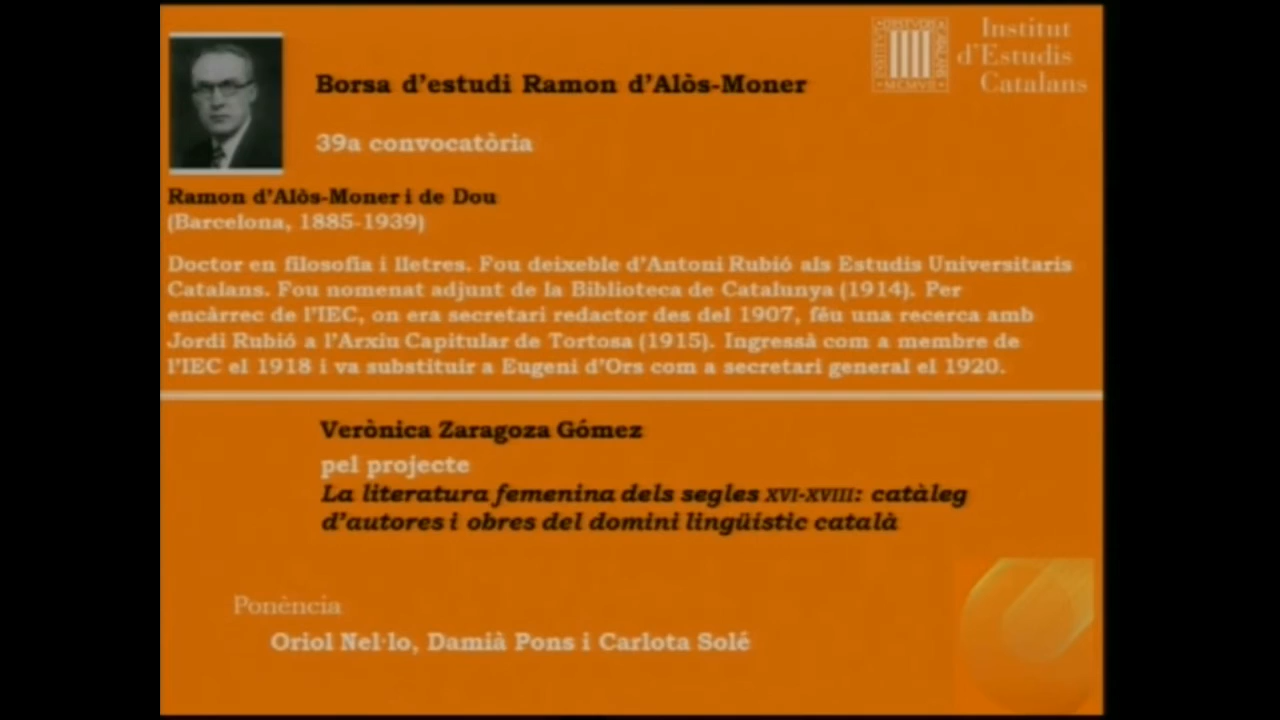 Institut
d'Estudis
Catalans
MCMVII
Borsa d'estudi Ramon d'Alòs-Moner
39a convocatòria
Ramon d'Alòs-Moner i de Dou
(Barcelona, 1885-1939)
Doctor en filosofia i lletres. Fou deixeble d'Antoni Rubió als Estudis Universitaris
Catalans. Fou nomenat adjunt de la Biblioteca de Catalunya (1914). Per
encàrrec de l'IEC, on era secretari redactor des del 1907, féu una recerca amb
Jordi Rubió a l'Arxiu Capitular de Tortosa (1915). Ingressà com a membre de
l'IEC el 1918 i va substituir a Eugeni d'Ors com a secretari general el 1920.
Verònica Zaragoza Gómez
pel projecte
La literatura femenina dels segles XVI-XVIII: catàleg
d'autores i obres del domini lingüístic català
Ponència
Oriol Nel·lo, Damià Pons i Carlota Solé